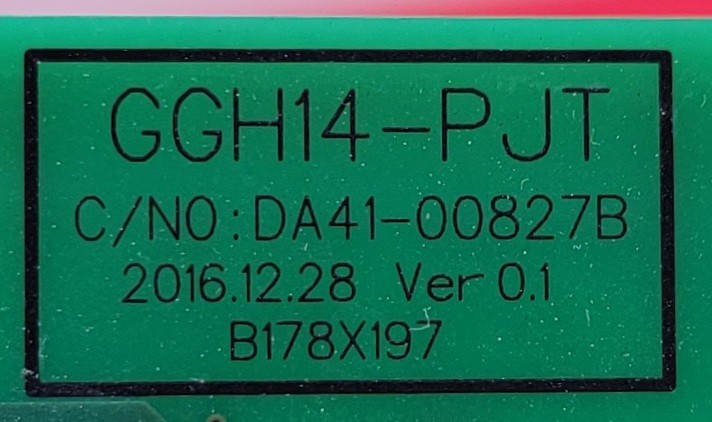 GGH14-PJT
C/NO:DA41-00827B
2016.12.28 Ver 0.1
B178X197